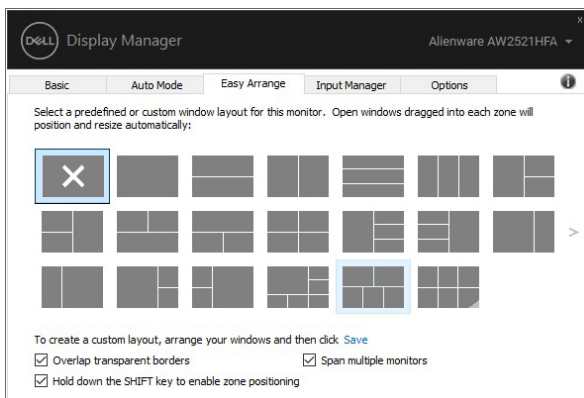 DELL Display Manager
Alienware AW2521HFA
Basic Auto Mode Easy Arrange Input Manager Options
Select a predefined or custom window layout for this monitor. Open windows dragged into each zone will
position and resize automatically:
To create a custom layout, arrange your windows and then click Save
Overlap transparent borders
Span multiple monitors
Hold down the SHIFT key to enable zone positioning